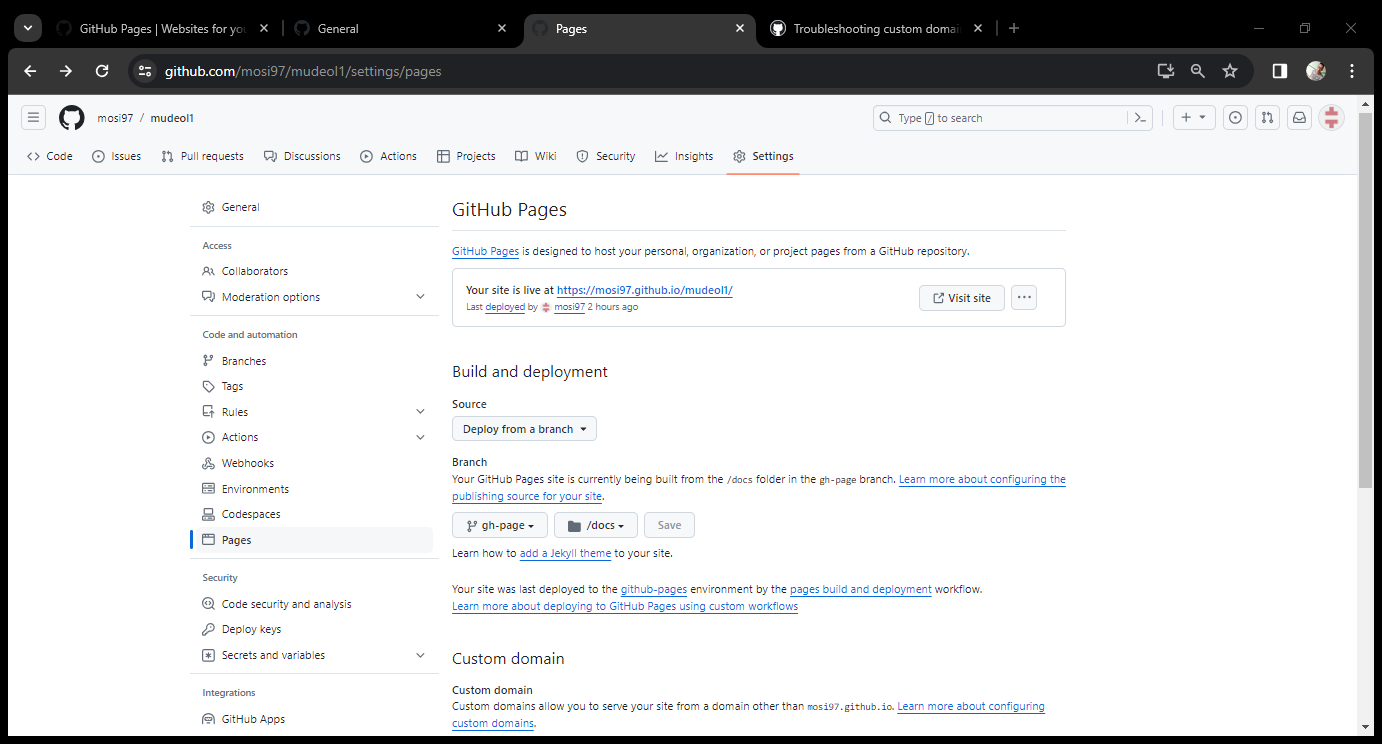 GitHub Pages | Websites for you
General
Pages
Troubleshooting custom domain
github.com/mosi97/mudeol1/settings/pages
mosi97 / mudeol1
Type / to search
Code
Issues
Pull requests
Discussions
Actions
Projects
Wiki
Security
Insights
Settings
General
Access
Collaborators
Moderation options
Code and automation
Branches
Tags
Rules
Actions
Webhooks
Environments
Codespaces
Pages
Security
Code security and analysis
Deploy keys
Secrets and variables
Integrations
GitHub Apps
GitHub Pages
GitHub Pages is designed to host your personal, organization, or project pages from a GitHub repository.
Your site is live at https://mosi97.github.io/mudeol1/
Last deployed by mosi97 2 hours ago
Visit site
Build and deployment
Source
Deploy from a branch
Branch
Your GitHub Pages site is currently being built from the /docs folder in the gh-page branch. Learn more about configuring the
publishing source for your site.
gh-page
/docs
Save
Learn how to add a Jekyll theme to your site.
Your site was last deployed to the github-pages environment by the pages build and deployment workflow.
Learn more about deploying to GitHub Pages using custom workflows
Custom domain
Custom domain
Custom domains allow you to serve your site from a domain other than mosi97.github.io. Learn more about configuring
custom domains.